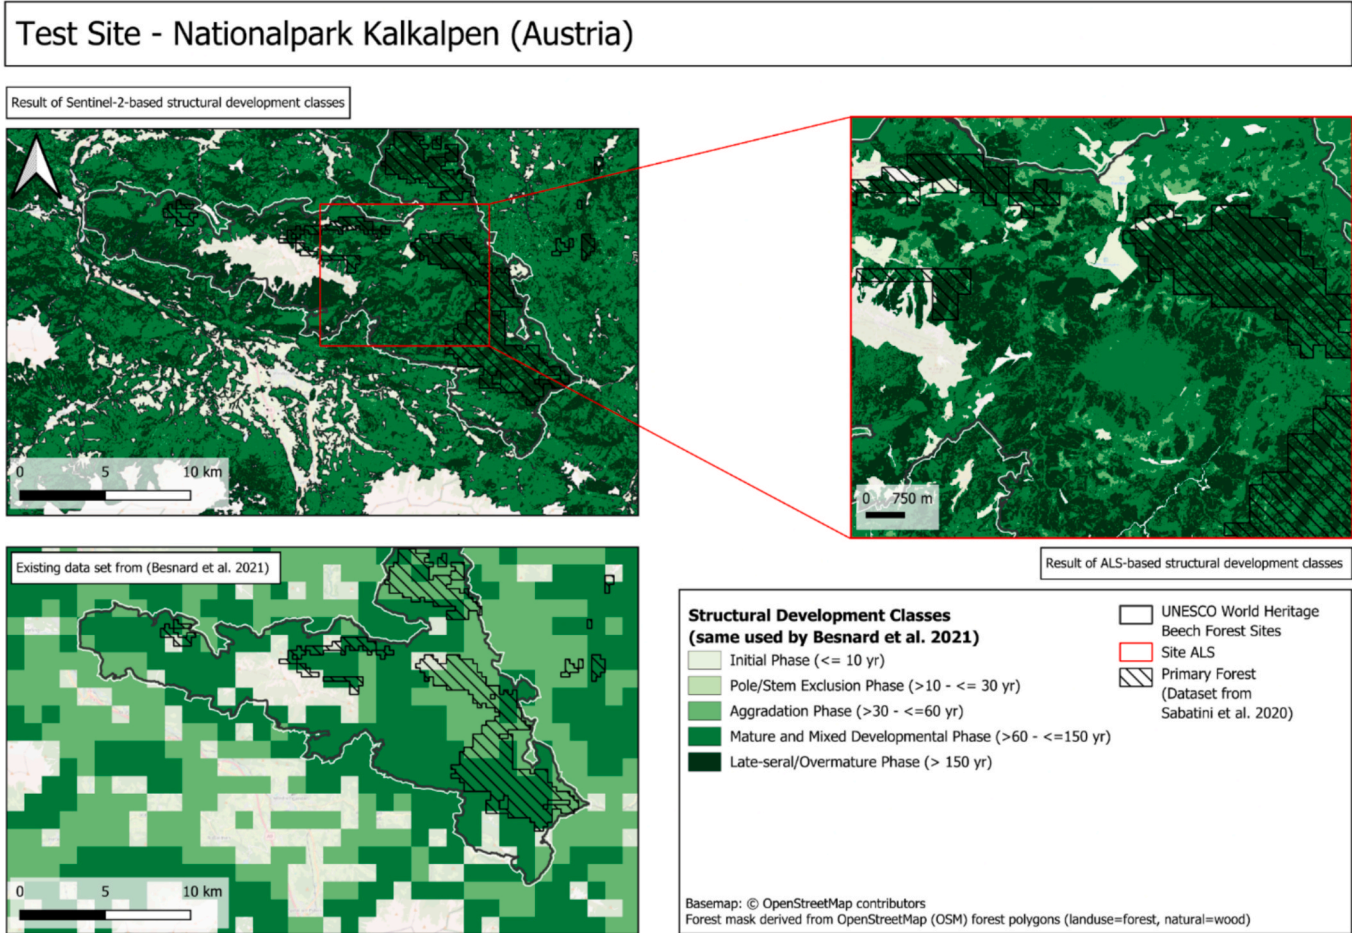 Test Site - Nationalpark Kalkalpen (Austria)
Result of Sentinel-2-based structural development classes
0 5 10 km
0 750 m
Result of ALS-based structural development classes
Existing data set from (Besnard et al. 2021)
0 5 10 km
Structural Development Classes
(same used by Besnard et al. 2021)
Initial Phase (<= 10 yr)
Pole/Stem Exclusion Phase (>10 - <= 30 yr)
Aggradation Phase (>30 - <=60 yr)
Mature and Mixed Developmental Phase (>60 - <=150 yr)
Late-seral/Overmature Phase (> 150 yr)
UNESCO World Heritage
Beech Forest Sites
Site ALS
Primary Forest
(Dataset from
Sabatini et al. 2020)
Basemap: © OpenStreetMap contributors
Forest mask derived from OpenStreetMap (OSM) forest polygons (landuse=forest, natural=wood)